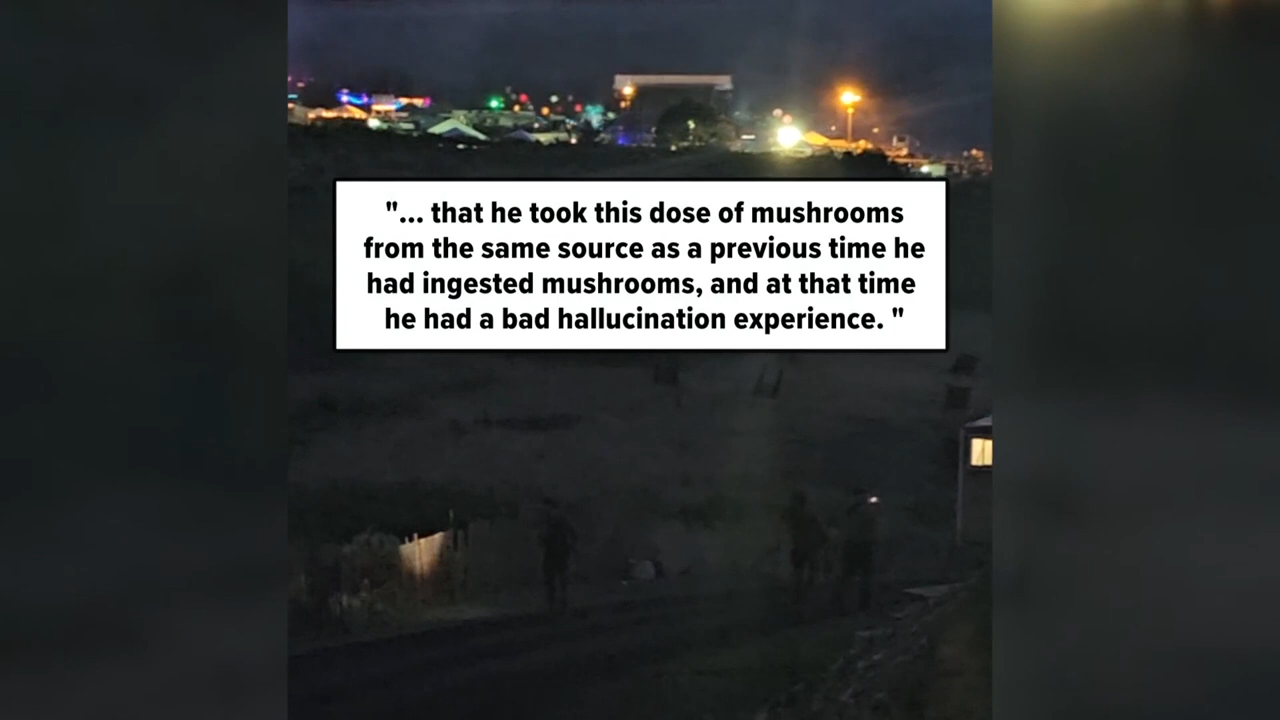 "... that he took this dose of mushrooms
from the same source as a previous time he
had ingested mushrooms, and at that time
he had a bad hallucination experience. "